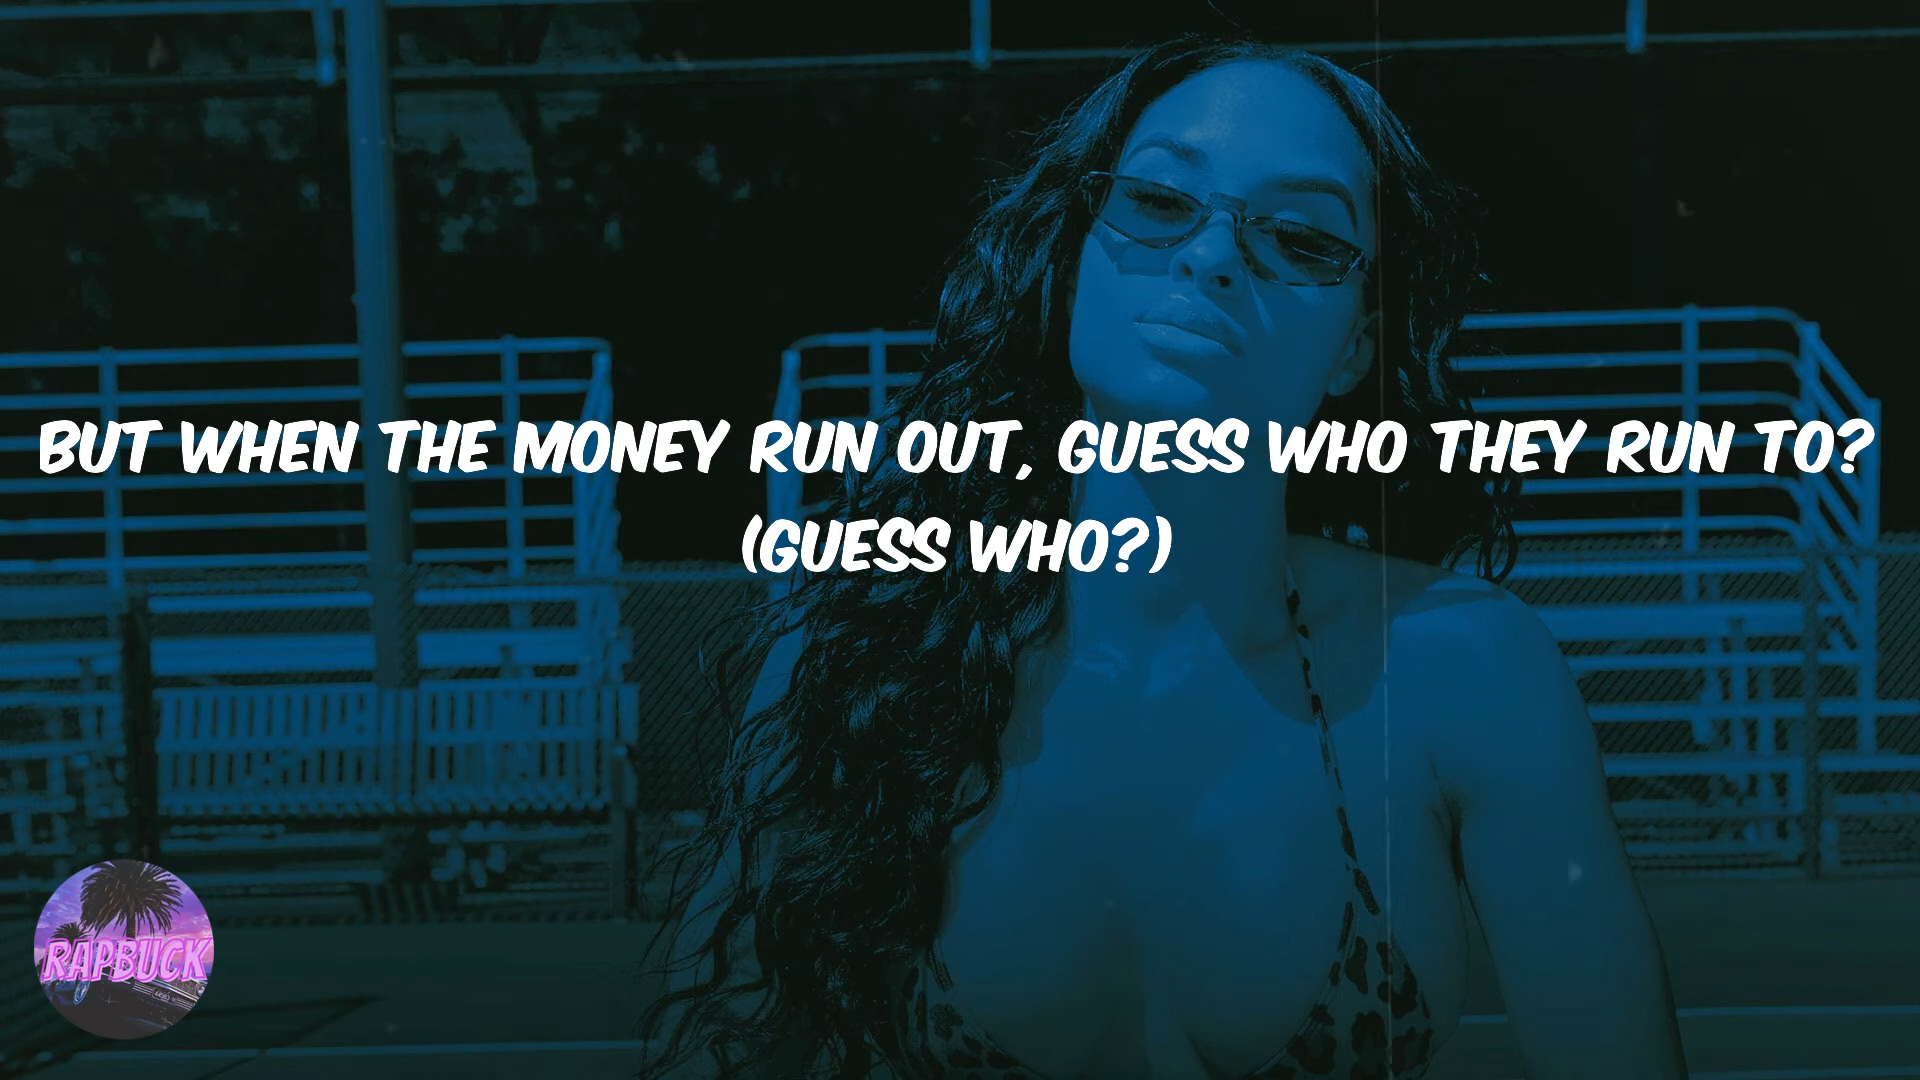 BUT WHEN THE MONEY RUN OUT, GUESS WHO THEY RUN TO?
(GUESS WHO?)
RAPBUCK